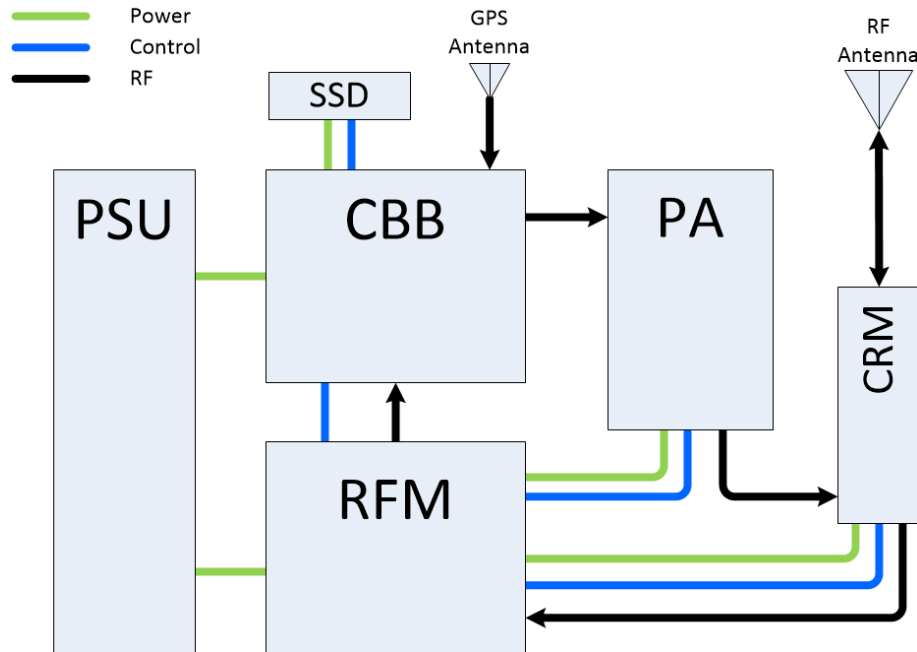 Power
Control
RF
GPS
Antenna
RF
Antenna
SSD
PSU
CBB
PA
CRM
RFM